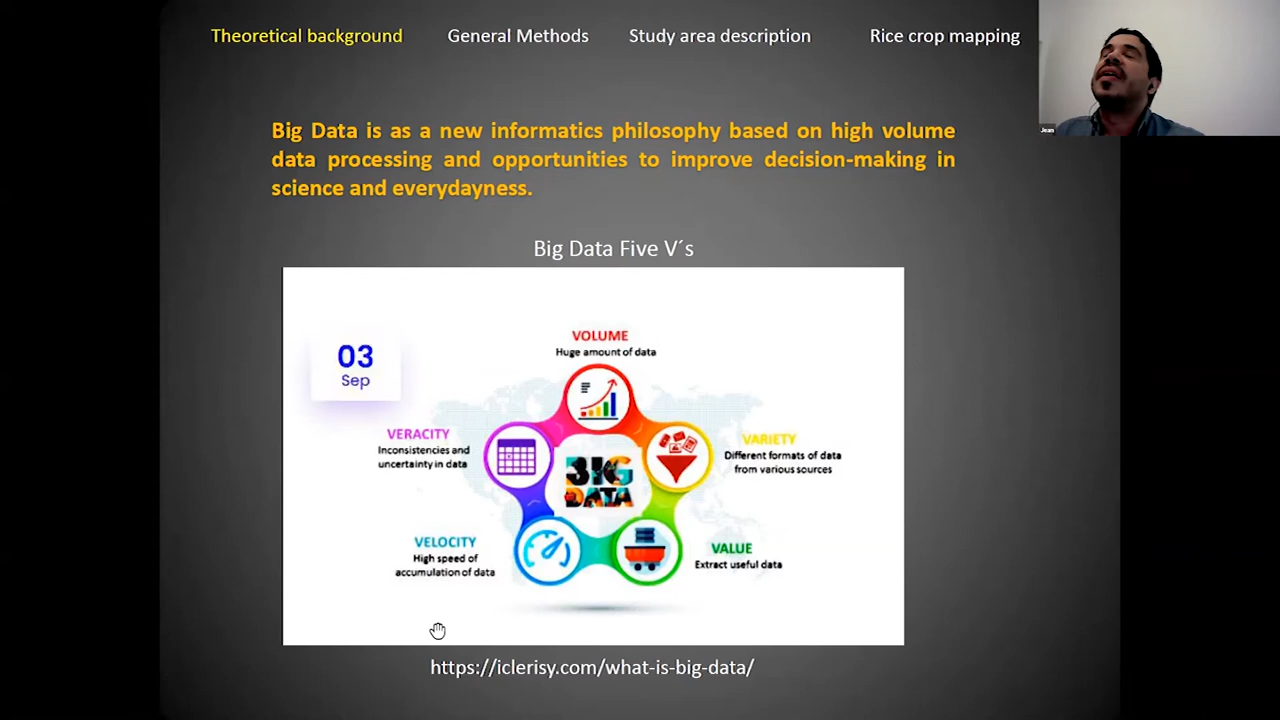 Theoretical background General Methods Study area description Rice crop mapping
Jean
Big Data is as a new informatics philosophy based on high volume
data processing and opportunities to improve decision-making in
science and everydayness.
Big Data Five V´s
03
Sep
VOLUME
Huge amount of data
VERACITY
Inconsistencies and
uncertainty in data
VARIETY
Different formats of data
from various sources
BIG
DATA
VELOCITY
High speed of
accumulation of data
VALUE
Extract useful data
https://iclerisy.com/what-is-big-data/